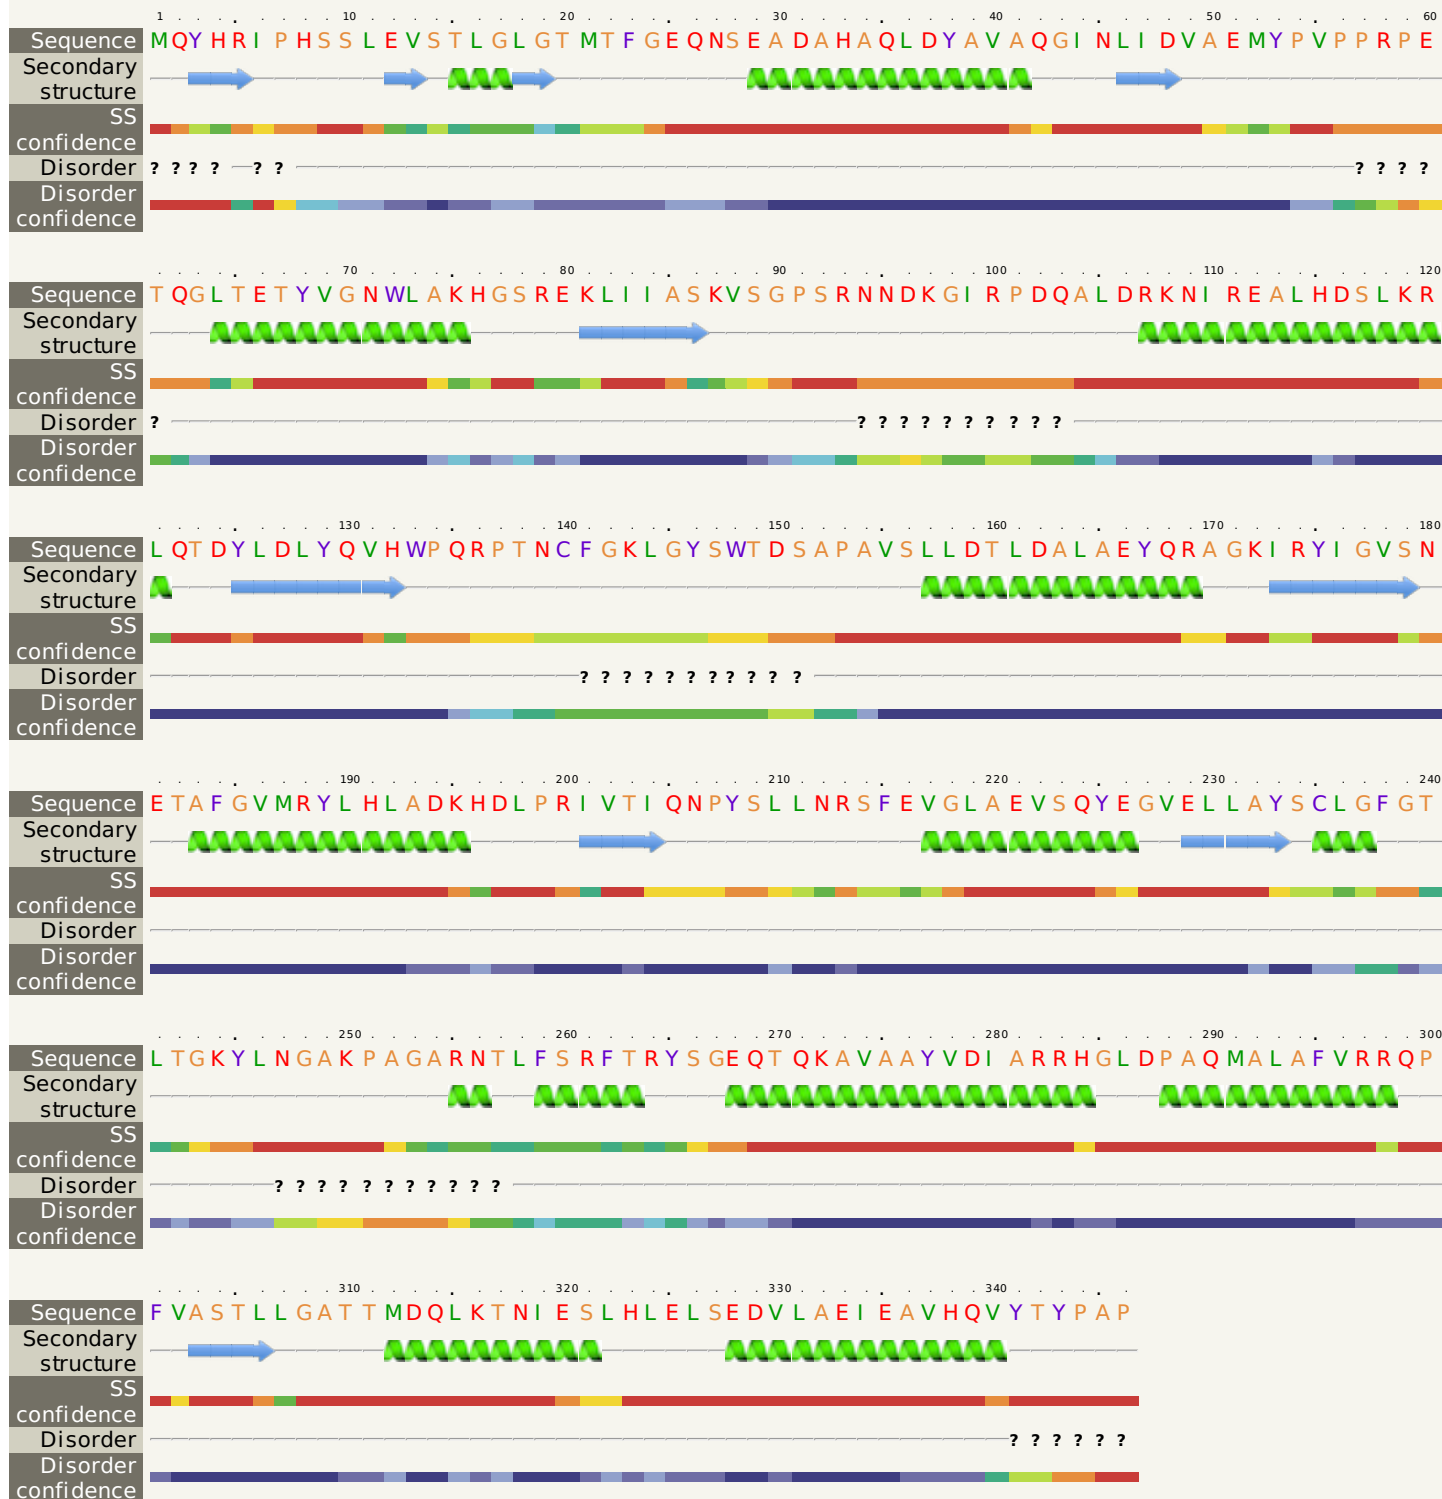 1 10 20 30 40 50 60
Sequence MQYHRIPHSSLEVSTLGLGTMTFGEQNSEADAHAQLDYAVAQGINLIDVAEMYPVPPRPE
Secondary
structure
SS
confidence
Disorder ? ? ? ? ? ? ? ? ? ?
Disorder
confidence
70 80 90 100 110 120
Sequence TQGLTETYVGNWLAKHGSREKLIIASKVSGPSRNNDKGIRPDQALDRKNIREALHDSLKR
Secondary
structure
SS
confidence
Disorder ? ? ? ? ? ? ? ? ? ? ?
Disorder
confidence
130 140 150 160 170 180
Sequence LQTDYLDLYQVHWPQRPTNCFGKLGYSWTDSAPAVSLLDTLDALAEYQRAGKIRYIGVSN
Secondary
structure
SS
confidence
Disorder ? ? ? ? ? ? ? ? ? ? ?
Disorder
confidence
190 200 210 220 230 240
Sequence ETAFGVMRYLHLADKHDLPRIVTIQNPYSLLNRSFEVGLAEVSQYEGVELLAYSCLGFGT
Secondary
structure
SS
confidence
Disorder
Disorder
confidence
250 260 270 280 290 300
Sequence LTGKYLNGAKPAGARNTLFSRFTRYSGEQTQKAVAAYVDIARRHGLDPAQMALAFVRRQP
Secondary
structure
SS
confidence
Disorder ? ? ? ? ? ? ? ? ? ? ?
Disorder
confidence
310 320 330 340
Sequence FVASTLLGATTMDQLKTNIESLHLELSEDVLAEIEAVHQVYTYPAP
Secondary
structure
SS
confidence
Disorder ? ? ? ? ? ?
Disorder
confidence